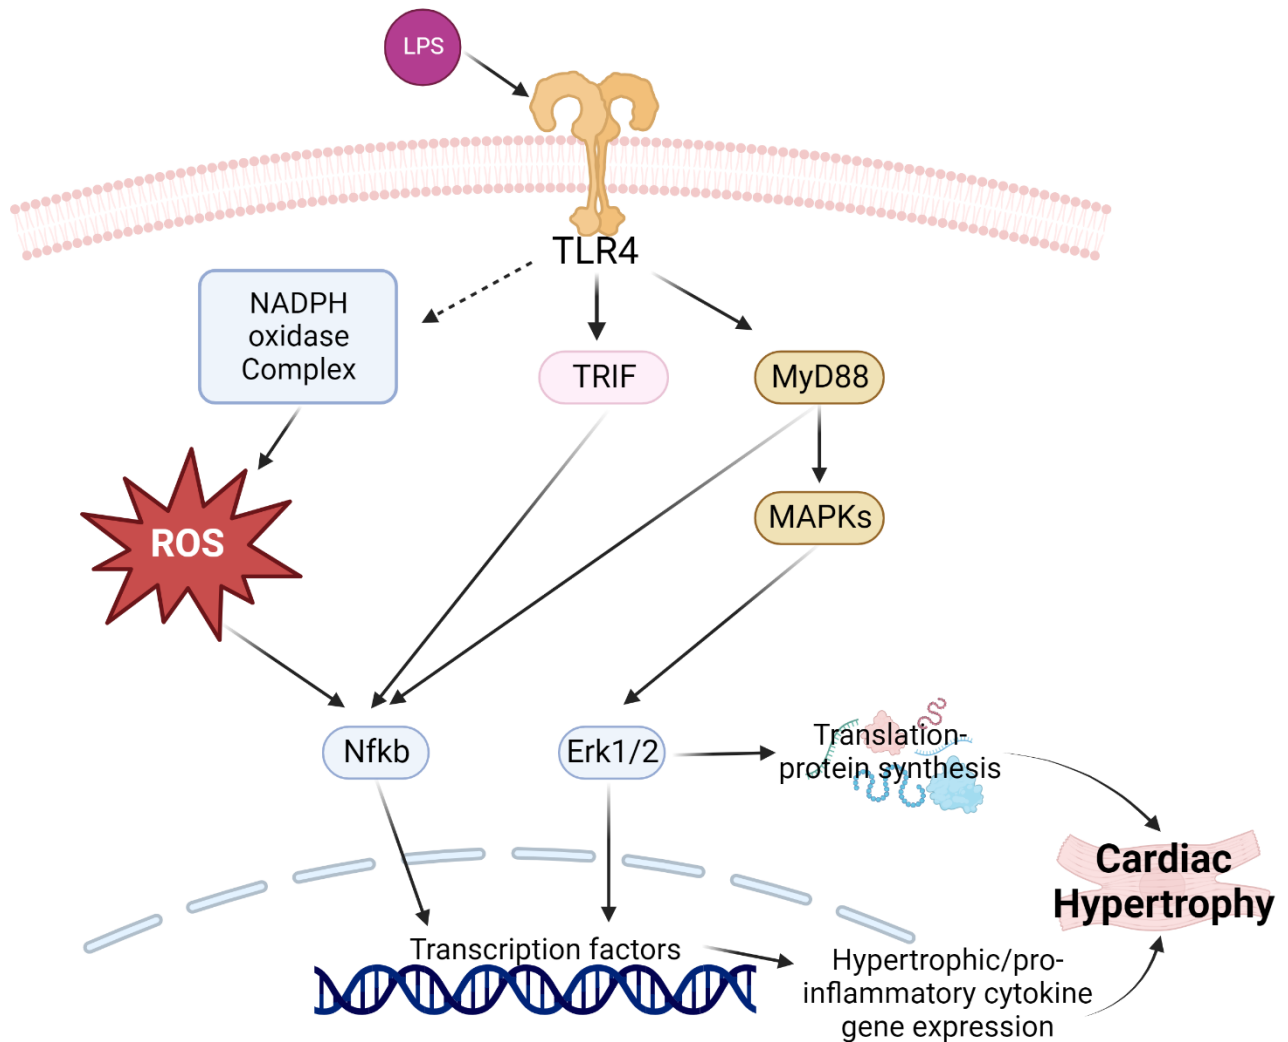 LPS
TLR4
NADPH
oxidase
Complex
TRIF
MyD88
MAPKs
ROS
Nfkb
Erk1/2
Translation-
protein synthesis
Cardiac
Hypertrophy
Transcription factors
Hypertrophic/pro-
inflammatory cytokine
gene expression